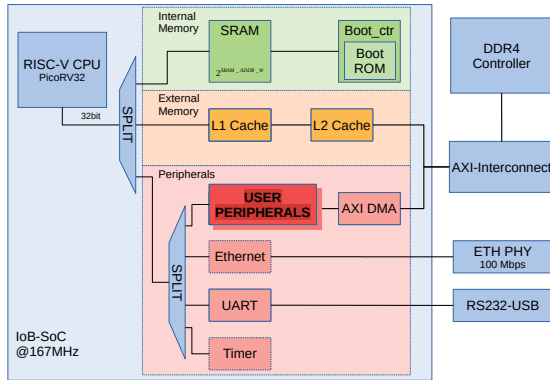 Internal
Memory
SRAM
2^SRAM_ADDR_W
Boot_ctr
Boot
ROM
RISC-V CPU
PicoRV32
32bit
SPLIT
DDR4
Controller
External
Memory
L1 Cache
L2 Cache
AXI-Interconnect
Peripherals
USER
PERIPHERALS
AXI DMA
SPLIT
Ethernet
ETH PHY
100 Mbps
UART
RS232-USB
Timer
IoB-SoC
@167MHz